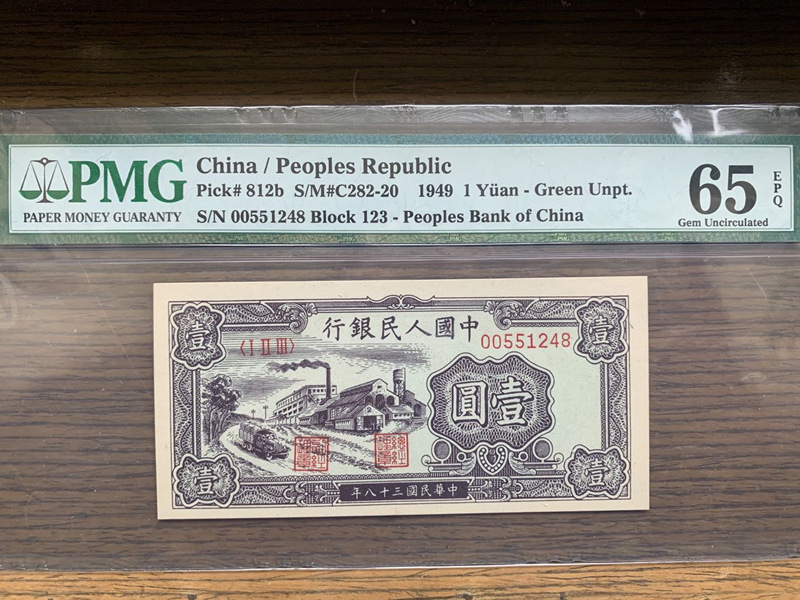 PMG
PAPER MONEY GUARANTY
China / Peoples Republic
Pick# 812b S/M#C282-20 1949 1 Yüan - Green Unpt.
S/N 00551248 Block 123 - Peoples Bank of China
65
EPQ
Gem Uncirculated
行銀民人國中
壹
壹
〈I II III〉
00551248
圓壹
壹
壹
年八十三國民華中